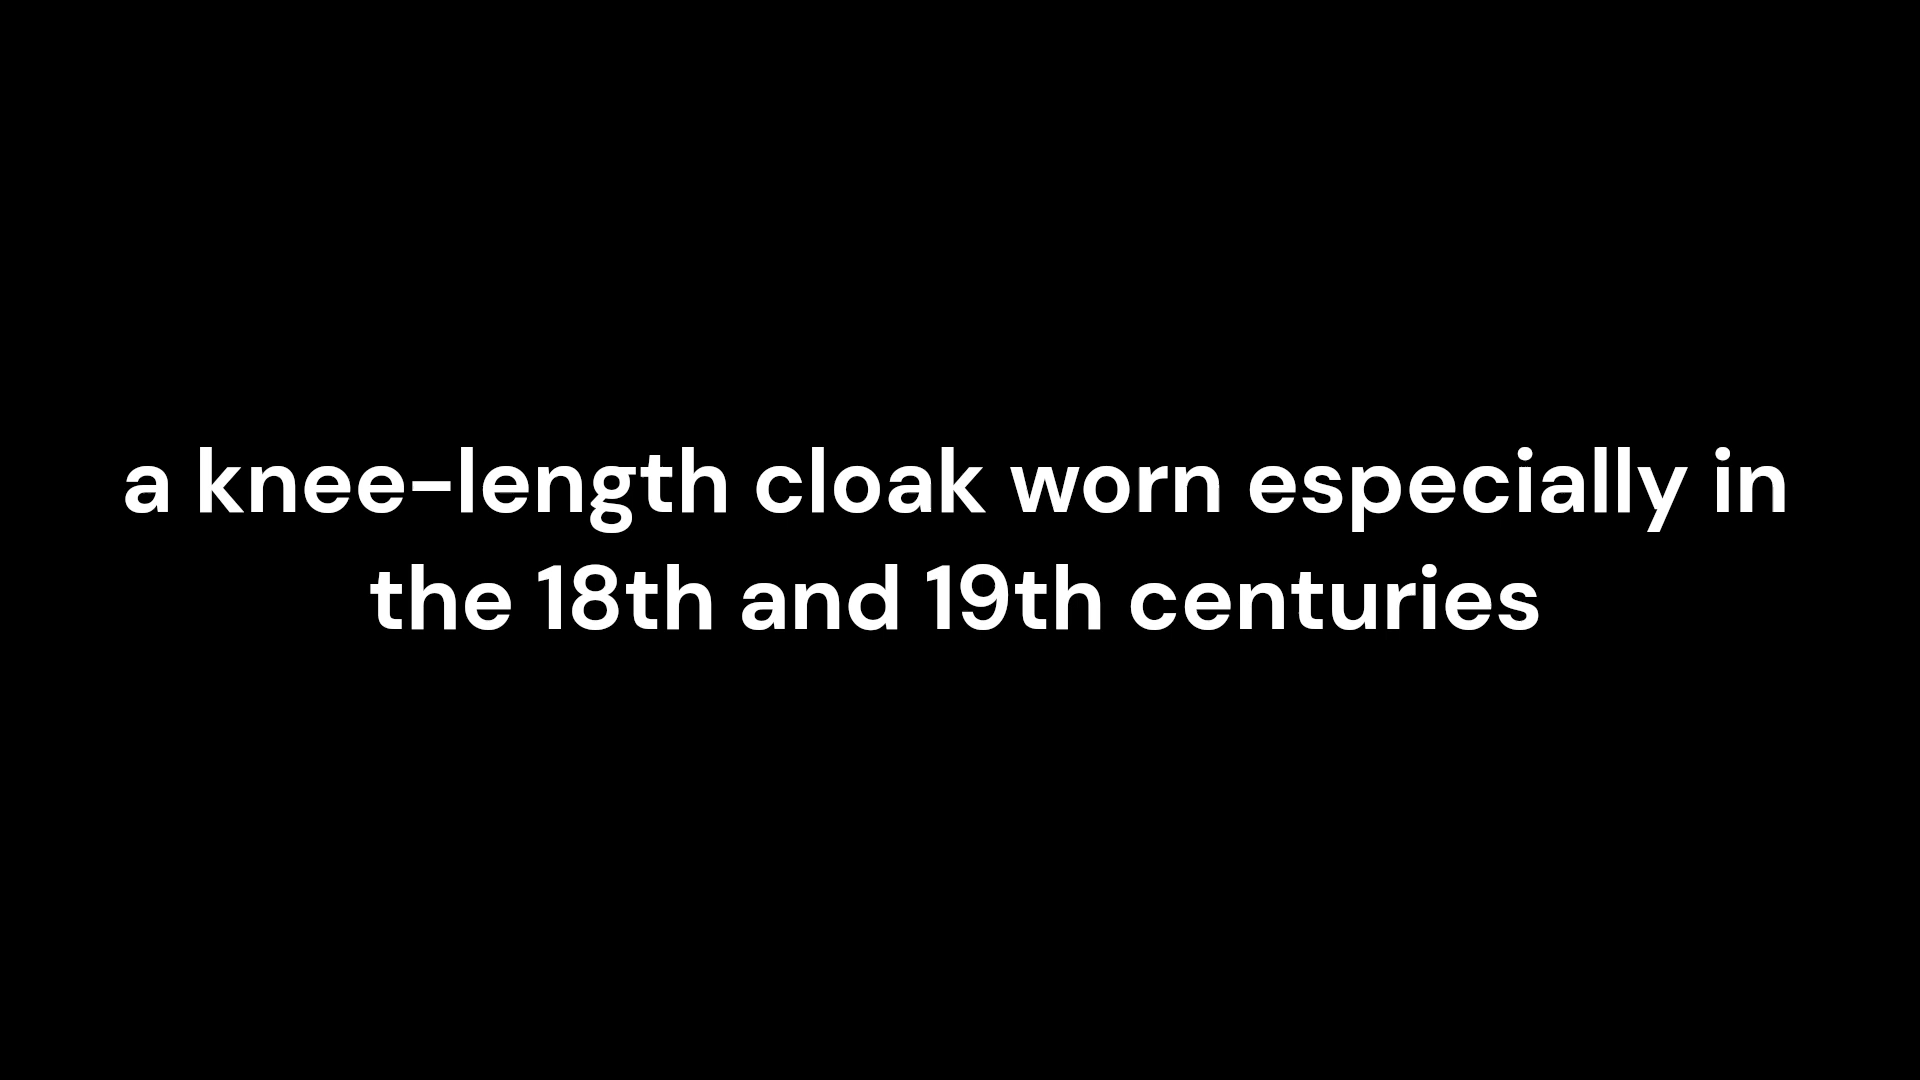 a knee-length cloak worn especially in
the 18th and 19th centuries